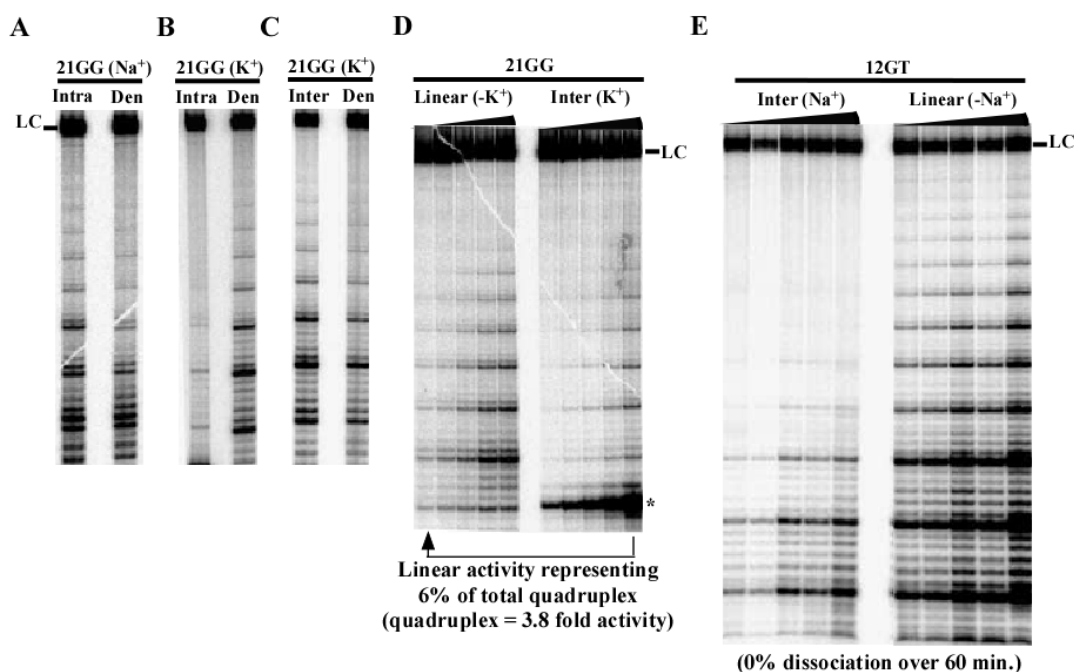 A B C D E
21GG (Na⁺) 21GG (K⁺) 21GG (K⁺) 21GG 12GT
Intra Den Intra Den Inter Den Linear (-K⁺) Inter (K⁺) Inter (Na⁺) Linear (-Na⁺)
LC LC LC
*
Linear activity representing
6% of total quadruplex
(quadruplex = 3.8 fold activity)
(0% dissociation over 60 min.)